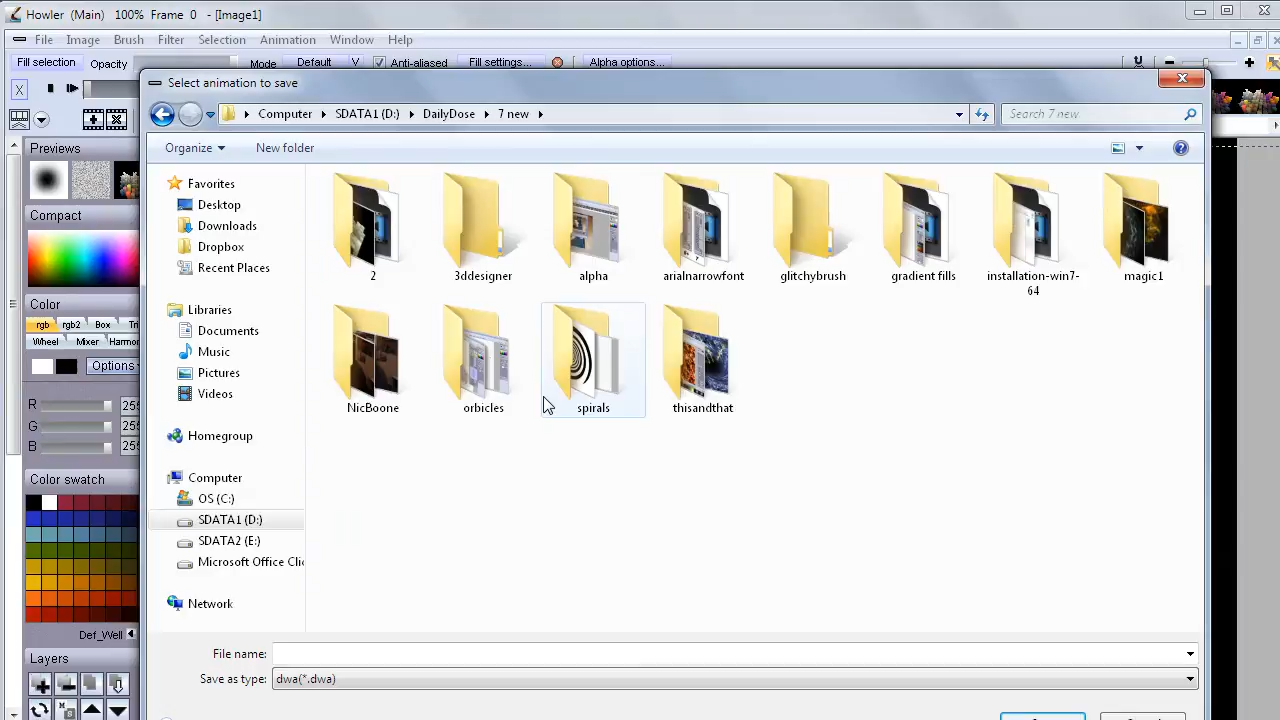 Howler (Main) 100% Frame 0 - [Image1]
File Image Brush Filter Selection Animation Window Help
Fill selection Opacity Mode Default V Anti-aliased Fill settings... Alpha options...
Select animation to save
X
Computer SDATA1 (D:) DailyDose 7 new
Search 7 new
Organize New folder
Previews
Compact
Color
rgb rgb2 Box
Wheel Mixer
Options
R 255
G
B
Color swatch
Def_Well
Layers
Favorites
Desktop
Downloads
Dropbox
Recent Places
Libraries
Documents
Music
Pictures
Videos
Homegroup
Computer
OS (C:)
SDATA1 (D:)
SDATA2 (E:)
Microsoft Office Clic
Network
2 3ddesigner alpha arialnarrowfont glitchybrush gradient fills installation-win7-
64
magic1
NicBoone orbicles spirals thisandthat
File name:
Save as type: dwa(*.dwa)